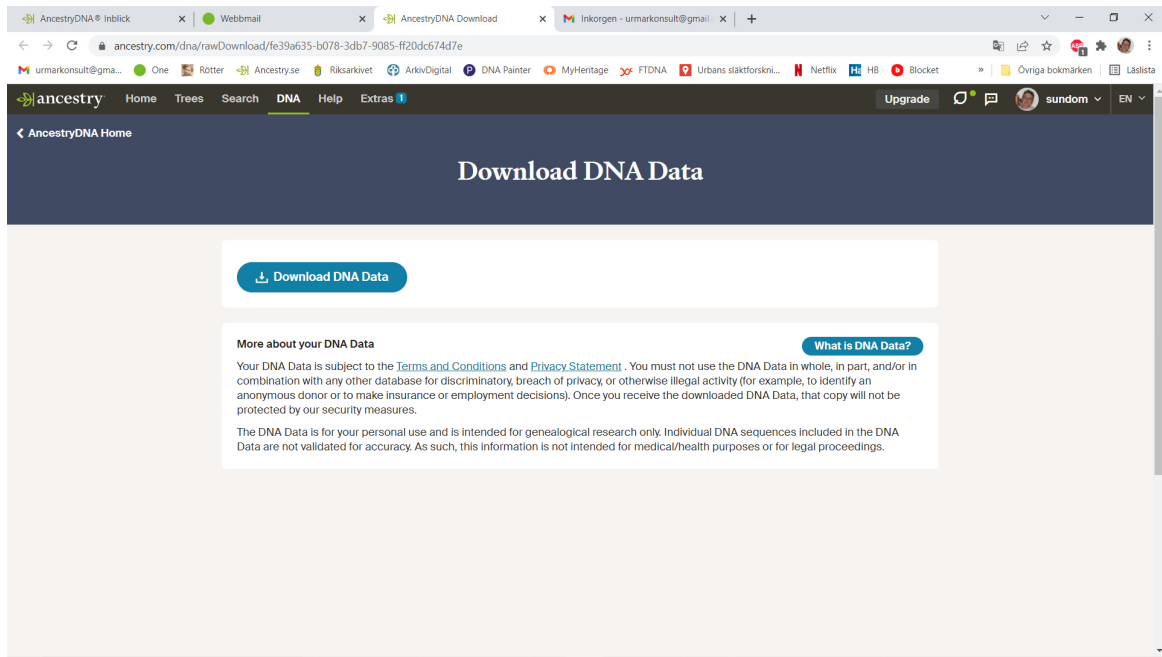 AncestryDNA® Inblick
Webbmail
AncestryDNA Download
Inkorgen - urmarkonsult@gmail.
ancestry.com/dna/rawDownload/fe39a635-b078-3db7-9085-ff20dc674d7e
urmarkonsult@gma... One Rötter Ancestry.se Riksarkivet ArkivDigital DNA Painter MyHeritage FTDNA Urbans släktforskni... Netflix HB Blocket » Övriga bokmärken Läslista
ancestry Home Trees Search DNA Help Extras 1 Upgrade sundom EN
AncestryDNA Home
Download DNA Data
Download DNA Data
More about your DNA Data
What is DNA Data?
Your DNA Data is subject to the Terms and Conditions and Privacy Statement . You must not use the DNA Data in whole, in part, and/or in
combination with any other database for discriminatory, breach of privacy, or otherwise illegal activity (for example, to identify an
anonymous donor or to make insurance or employment decisions). Once you receive the downloaded DNA Data, that copy will not be
protected by our security measures.
The DNA Data is for your personal use and is intended for genealogical research only. Individual DNA sequences included in the DNA
Data are not validated for accuracy. As such, this information is not intended for medical/health purposes or for legal proceedings.